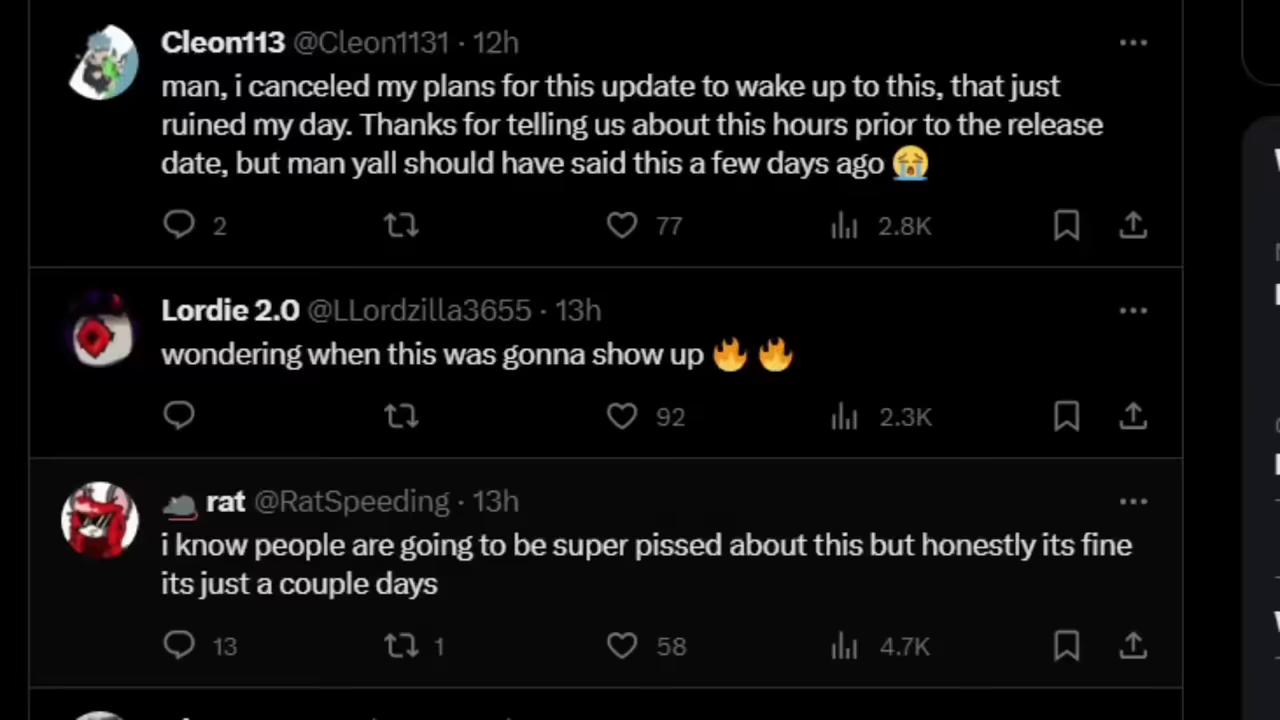 Cleon113 @Cleon1131 · 12h
man, i canceled my plans for this update to wake up to this, that just
ruined my day. Thanks for telling us about this hours prior to the release
date, but man yall should have said this a few days ago 😭
2 77 2.8K
Lordie 2.0 @LLordzilla3655 · 13h
wondering when this was gonna show up 🔥 🔥
92 2.3K
🐀 rat @RatSpeeding · 13h
i know people are going to be super pissed about this but honestly its fine
its just a couple days
13 1 58 4.7K